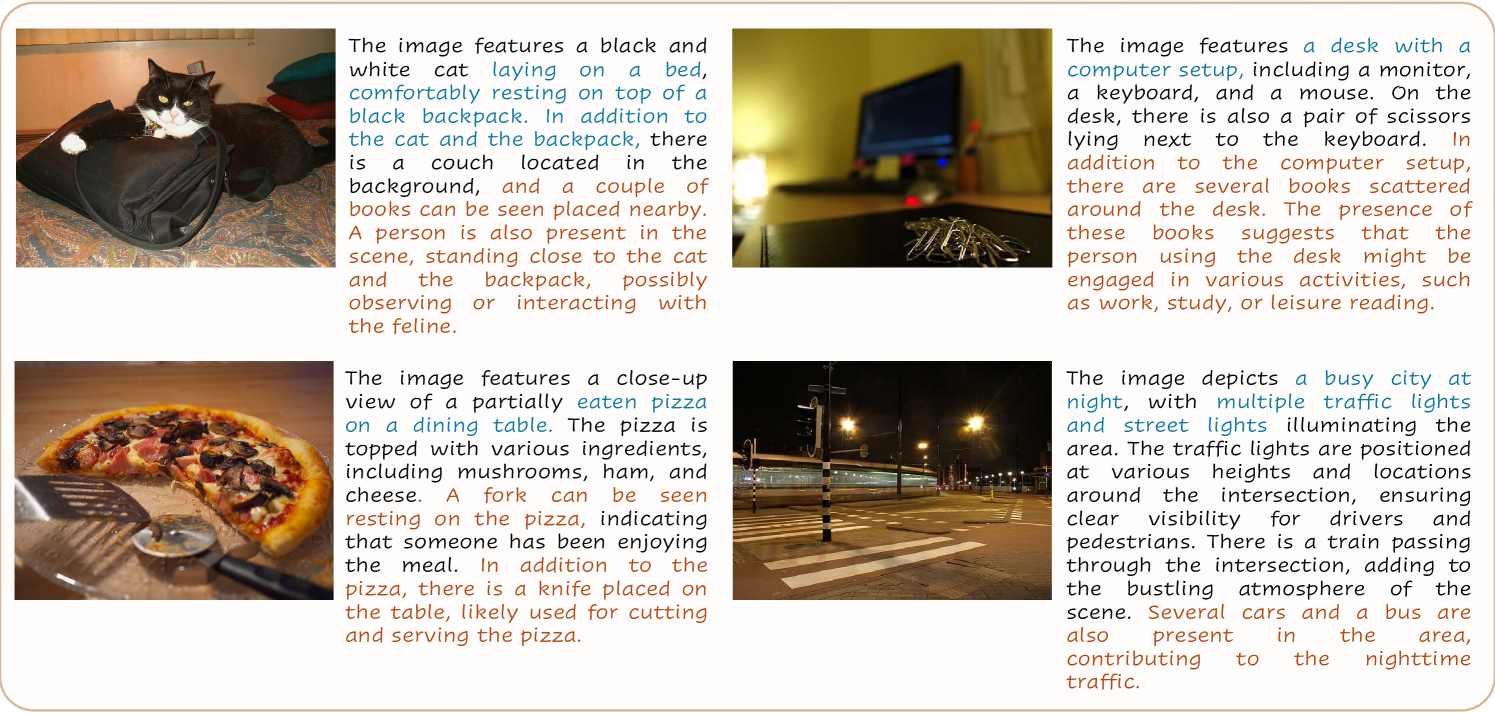 The image features a black and
white cat laying on a bed,
comfortably resting on top of a
black backpack. In addition to
the cat and the backpack, there
is a couch located in the
background, and a couple of
books can be seen placed nearby.
A person is also present in the
scene, standing close to the cat
and the backpack, possibly
observing or interacting with
the feline.
The image features a desk with a
computer setup, including a monitor,
a keyboard, and a mouse. On the
desk, there is also a pair of scissors
lying next to the keyboard. In
addition to the computer setup,
there are several books scattered
around the desk. The presence of
these books suggests that the
person using the desk might be
engaged in various activities, such
as work, study, or leisure reading.
The image features a close-up
view of a partially eaten pizza
on a dining table. The pizza is
topped with various ingredients,
including mushrooms, ham, and
cheese. A fork can be seen
resting on the pizza, indicating
that someone has been enjoying
the meal. In addition to the
pizza, there is a knife placed on
the table, likely used for cutting
and serving the pizza.
The image depicts a busy city at
night, with multiple traffic lights
and street lights illuminating the
area. The traffic lights are positioned
at various heights and locations
around the intersection, ensuring
clear visibility for drivers and
pedestrians. There is a train passing
through the intersection, adding to
the bustling atmosphere of the
scene. Several cars and a bus are
also present in the area,
contributing to the nighttime
traffic.